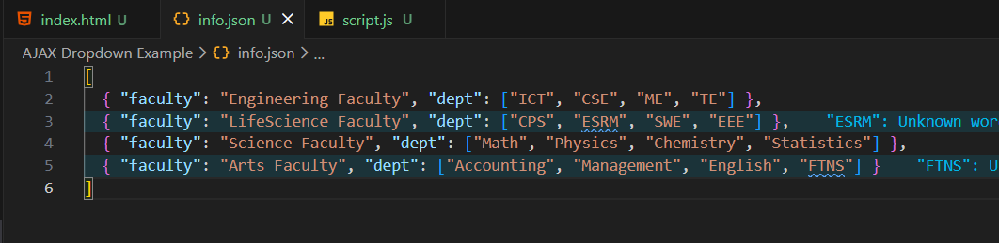 index.html U
info.json U
script.js U
AJAX Dropdown Example > info.json > ...
1 [
2 { "faculty": "Engineering Faculty", "dept": ["ICT", "CSE", "ME", "TE"] },
3 { "faculty": "LifeScience Faculty", "dept": ["CPS", "ESRM", "SWE", "EEE"] }, "ESRM": Unknown wor
4 { "faculty": "Science Faculty", "dept": ["Math", "Physics", "Chemistry", "Statistics"] },
5 { "faculty": "Arts Faculty", "dept": ["Accounting", "Management", "English", "FTNS"] } "FTNS": U
6 ]